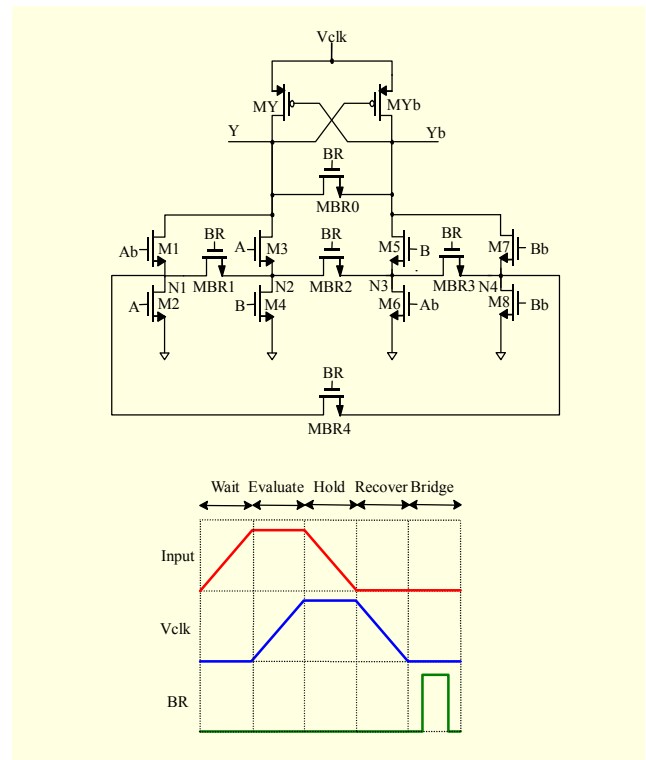 Vclk
MY MYb
Y Yb
BR
MBR0
Ab M1 BR A M3 BR M5 B BR M7 Bb
N1 MBR1 N2 MBR2 N3 MBR3 N4
A M2 B M4 M6 Ab M8 Bb
BR
MBR4
Wait Evaluate Hold Recover Bridge
Input
Vclk
BR